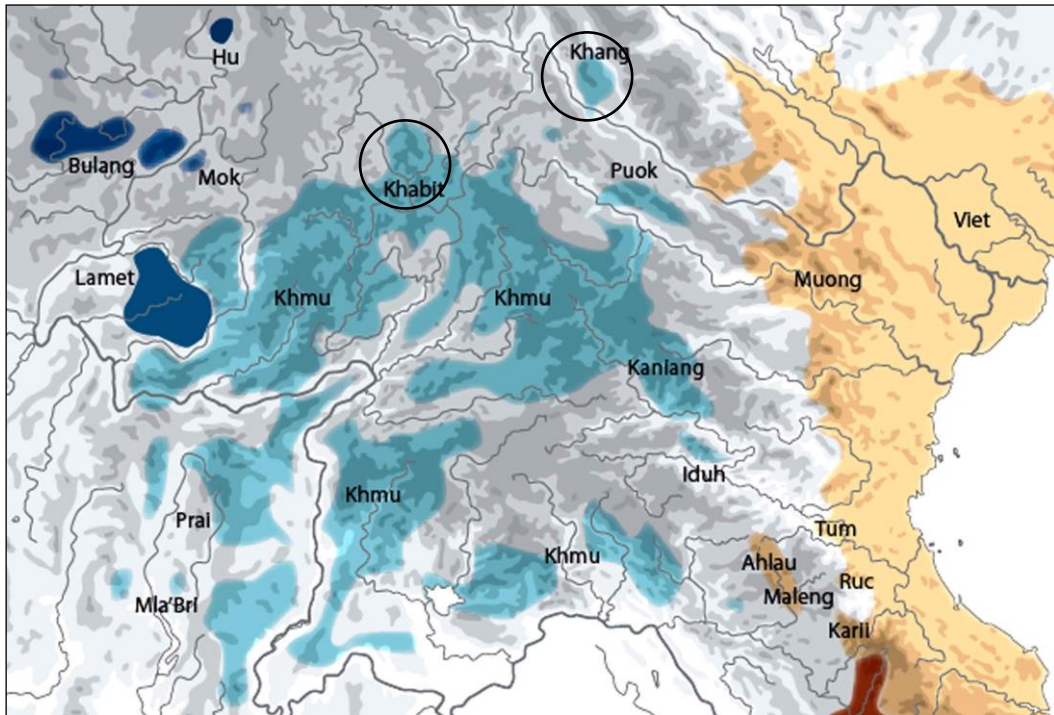 Khang
Hu
Bulang
Mok
Khabit
Puok
Viet
Lamet
Khmu
Khmu
Muong
Kaniang
Khmu
Iduh
Prai
Khmu
Tum
Ahlau
Ruc
Maleng
Mla'Bri
Karii